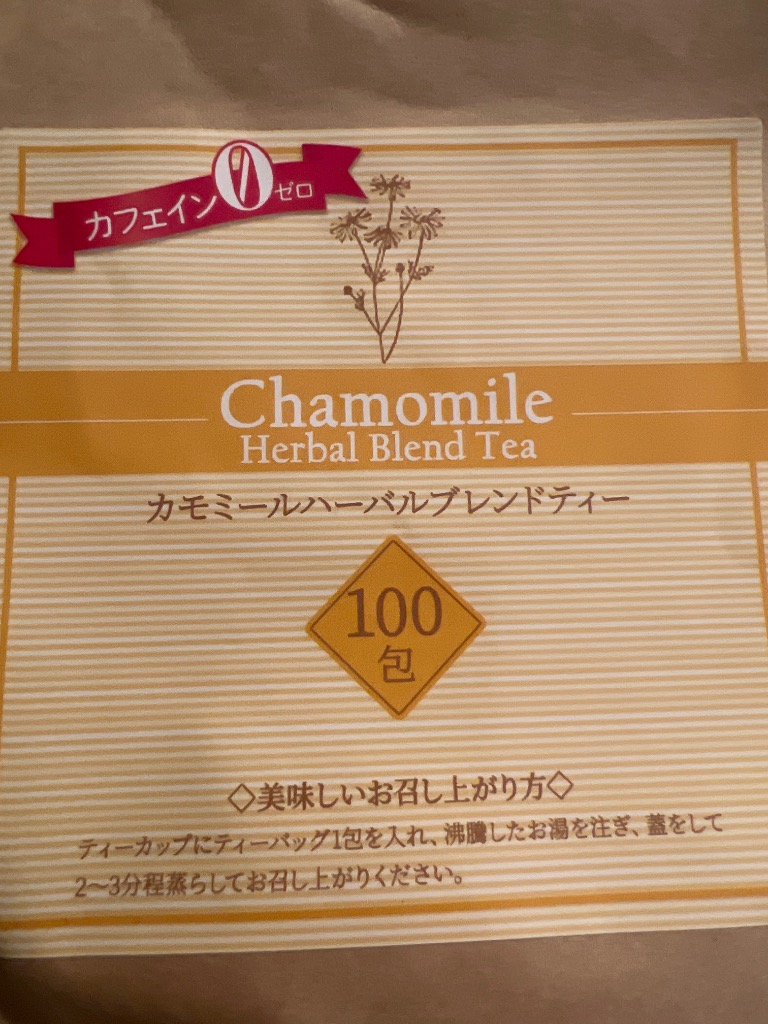 カフェイン0ゼロ
Chamomile
Herbal Blend Tea
カモミールハーバルブレンドティー
100
包
◇美味しいお召し上がり方◇
ティーカップにティーバッグ1包を入れ、沸騰したお湯を注ぎ、蓋をして
2〜3分程蒸らしてお召し上がりください。